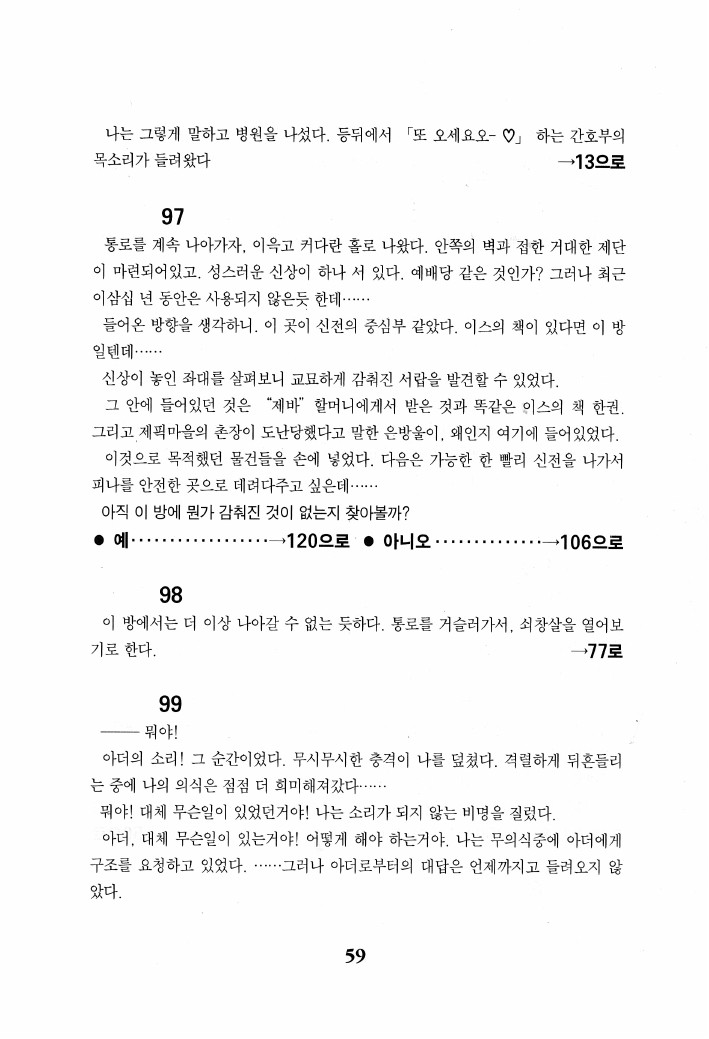 나는 그렇게 말하고 병원을 나섰다. 등뒤에서 「또 오세요오- ♡」 하는 간호부의
목소리가 들려왔다 →13으로
97
통로를 계속 나아가자, 이윽고 커다란 홀로 나왔다. 안쪽의 벽과 접한 거대한 제단
이 마련되어있고. 성스러운 신상이 하나 서 있다. 예배당 같은 것인가? 그러나 최근
이삼십 년 동안은 사용되지 않은듯 한데……
들어온 방향을 생각하니. 이 곳이 신전의 중심부 같았다. 이스의 책이 있다면 이 방
일텐데……
신상이 놓인 좌대를 살펴보니 교묘하게 감춰진 서랍을 발견할 수 있었다.
그 안에 들어있던 것은 “제바” 할머니에게서 받은 것과 똑같은 이스의 책 한권.
그리고 제픽마을의 촌장이 도난당했다고 말한 은방울이, 왜인지 여기에 들어있었다.
이것으로 목적했던 물건들을 손에 넣었다. 다음은 가능한 한 빨리 신전을 나가서
피나를 안전한 곳으로 데려다주고 싶은데……
아직 이 방에 뭔가 감춰진 것이 없는지 찾아볼까?
● 예··················→120으로 ● 아니오··············→106으로
98
이 방에서는 더 이상 나아갈 수 없는 듯하다. 통로를 거슬러가서, 쇠창살을 열어보
기로 한다. →77로
99
—— 뭐야!
아더의 소리! 그 순간이었다. 무시무시한 충격이 나를 덮쳤다. 격렬하게 뒤흔들리
는 중에 나의 의식은 점점 더 희미해져갔다……
뭐야! 대체 무슨일이 있었던거야! 나는 소리가 되지 않는 비명을 질렀다.
아더, 대체 무슨일이 있는거야! 어떻게 해야 하는거야. 나는 무의식중에 아더에게
구조를 요청하고 있었다. ……그러나 아더로부터의 대답은 언제까지고 들려오지 않
았다.
59